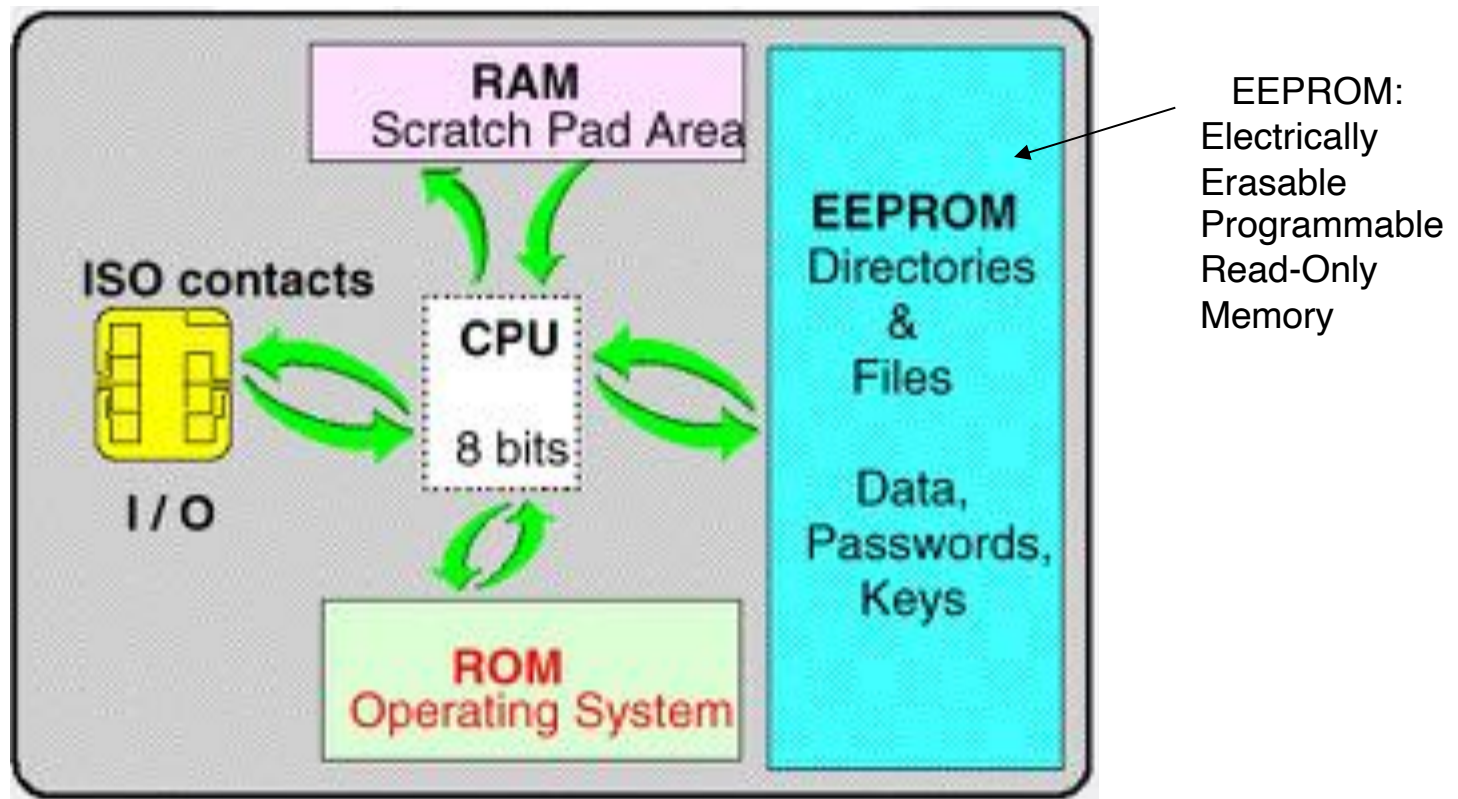 RAM
Scratch Pad Area
ISO contacts
I / O
CPU
8 bits
ROM
Operating System
EEPROM
Directories
&
Files
Data,
Passwords,
Keys
EEPROM:
Electrically
Erasable
Programmable
Read-Only
Memory